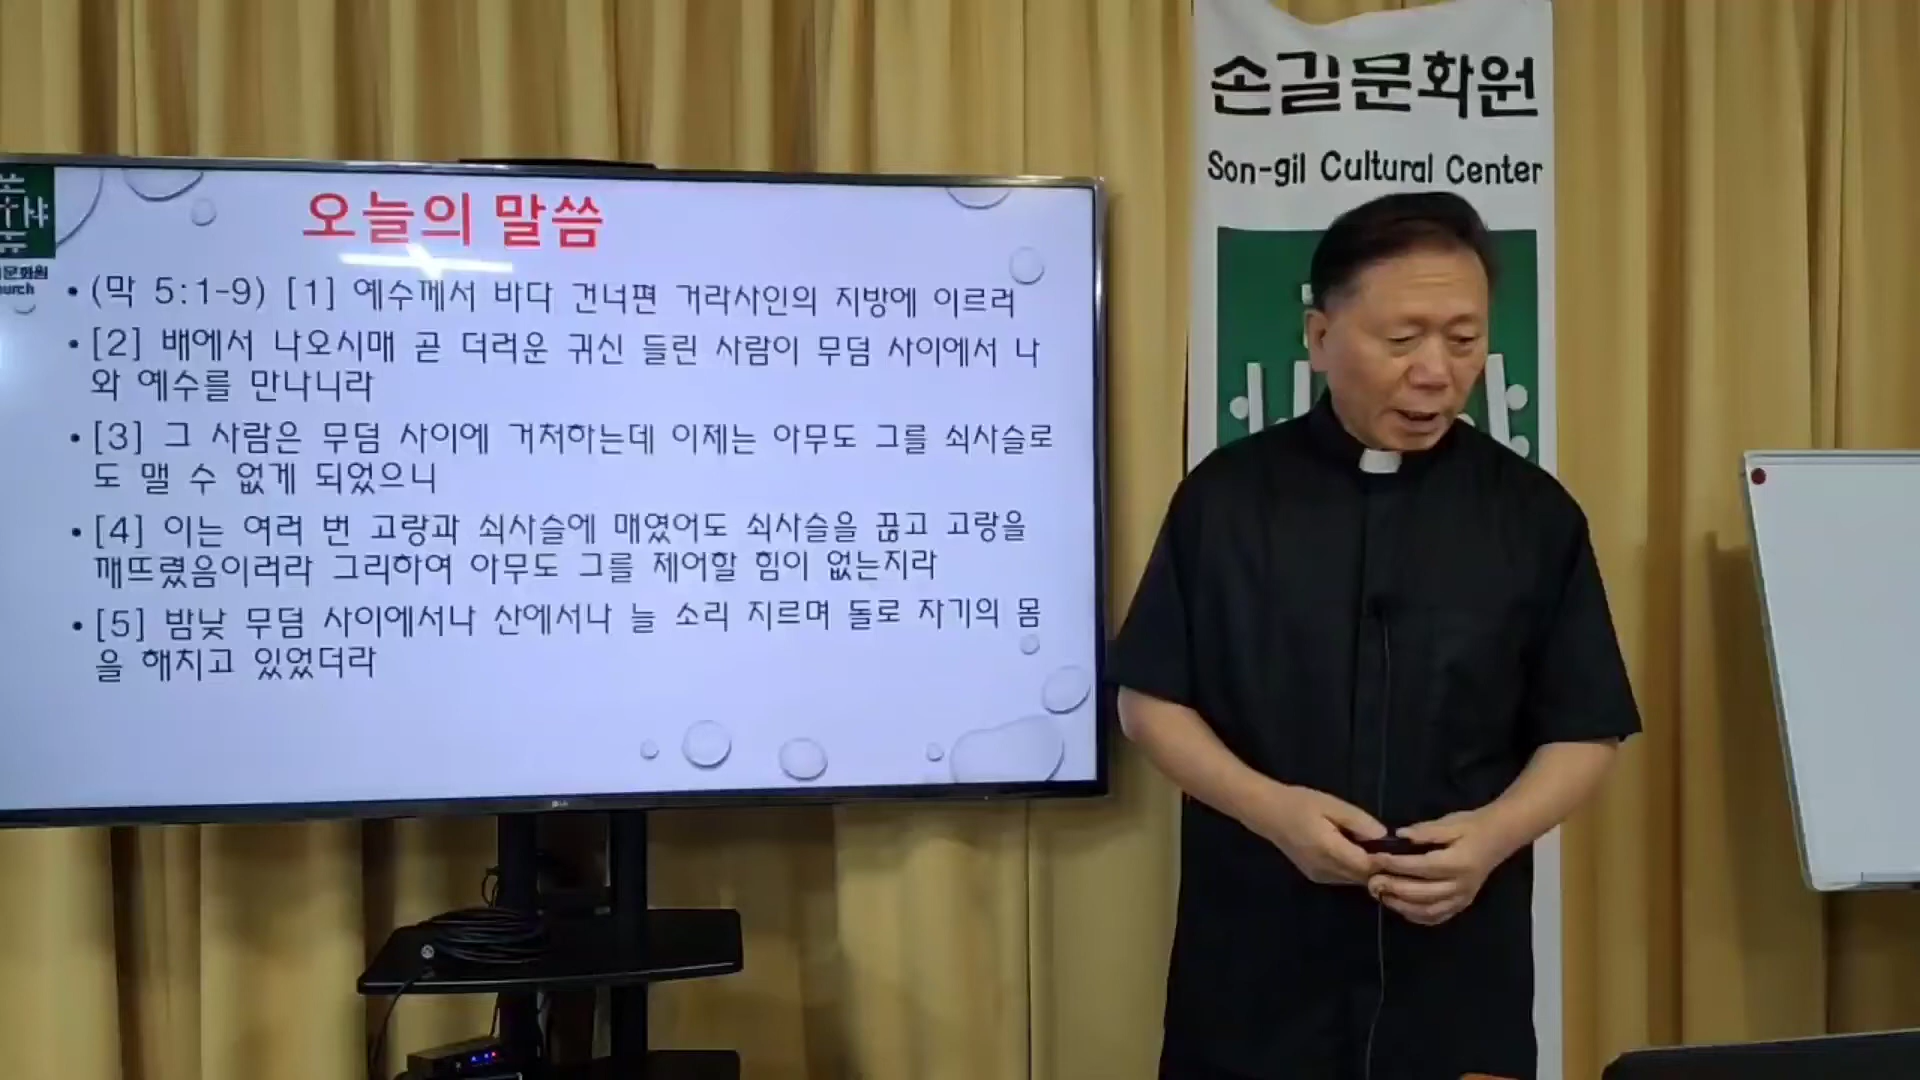 손길문화원
Son-gil Cultural Center
오늘의 말씀
문화원
• (막 5:1-9) [1] 예수께서 바다 건너편 거라사인의 지방에 이르러
• [2] 배에서 나오시매 곧 더러운 귀신 들린 사람이 무덤 사이에서 나
와 예수를 만나니라
• [3] 그 사람은 무덤 사이에 거처하는데 이제는 아무도 그를 쇠사슬로
도 맬 수 없게 되었으니
• [4] 이는 여러 번 고랑과 쇠사슬에 매였어도 쇠사슬을 끊고 고랑을
깨뜨렸음이러라 그리하여 아무도 그를 제어할 힘이 없는지라
• [5] 밤낮 무덤 사이에서나 산에서나 늘 소리 지르며 돌로 자기의 몸
을 해치고 있었더라
LG